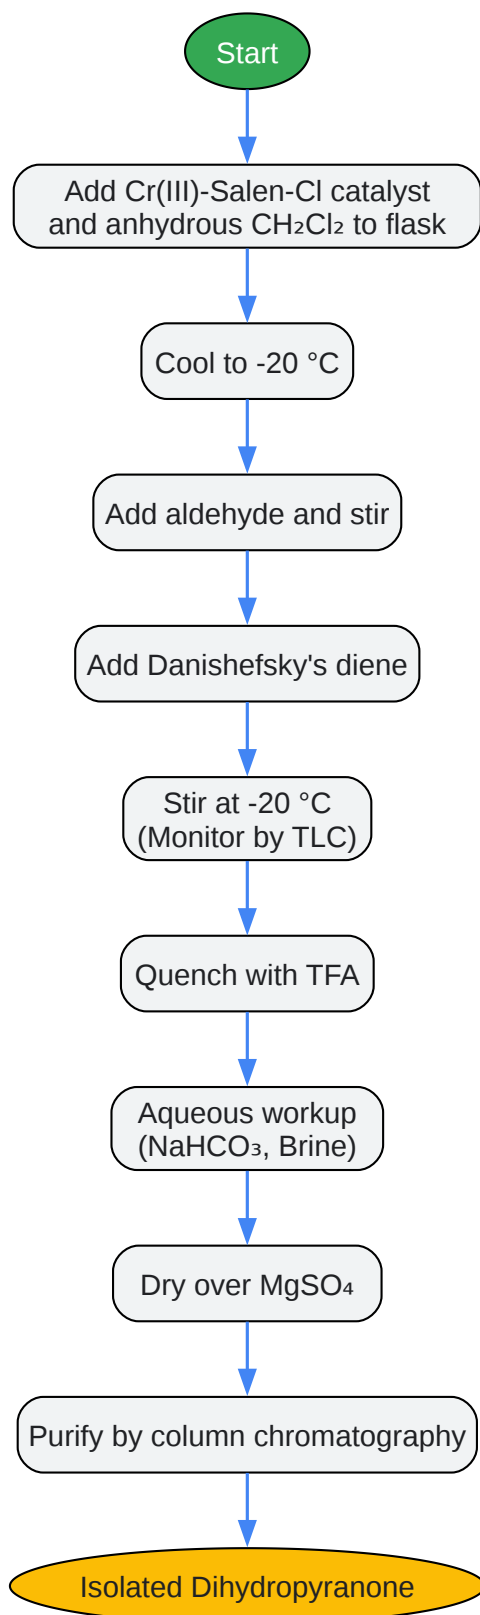 Start
Add Cr(III)-Salen-Cl catalyst
and anhydrous CH₂Cl₂ to flask
Cool to -20 °C
Add aldehyde and stir
Add Danishefsky's diene
Stir at -20 °C
(Monitor by TLC)
Quench with TFA
Aqueous workup
(NaHCO₃, Brine)
Dry over MgSO₄
Purify by column chromatography
Isolated Dihydropyranone